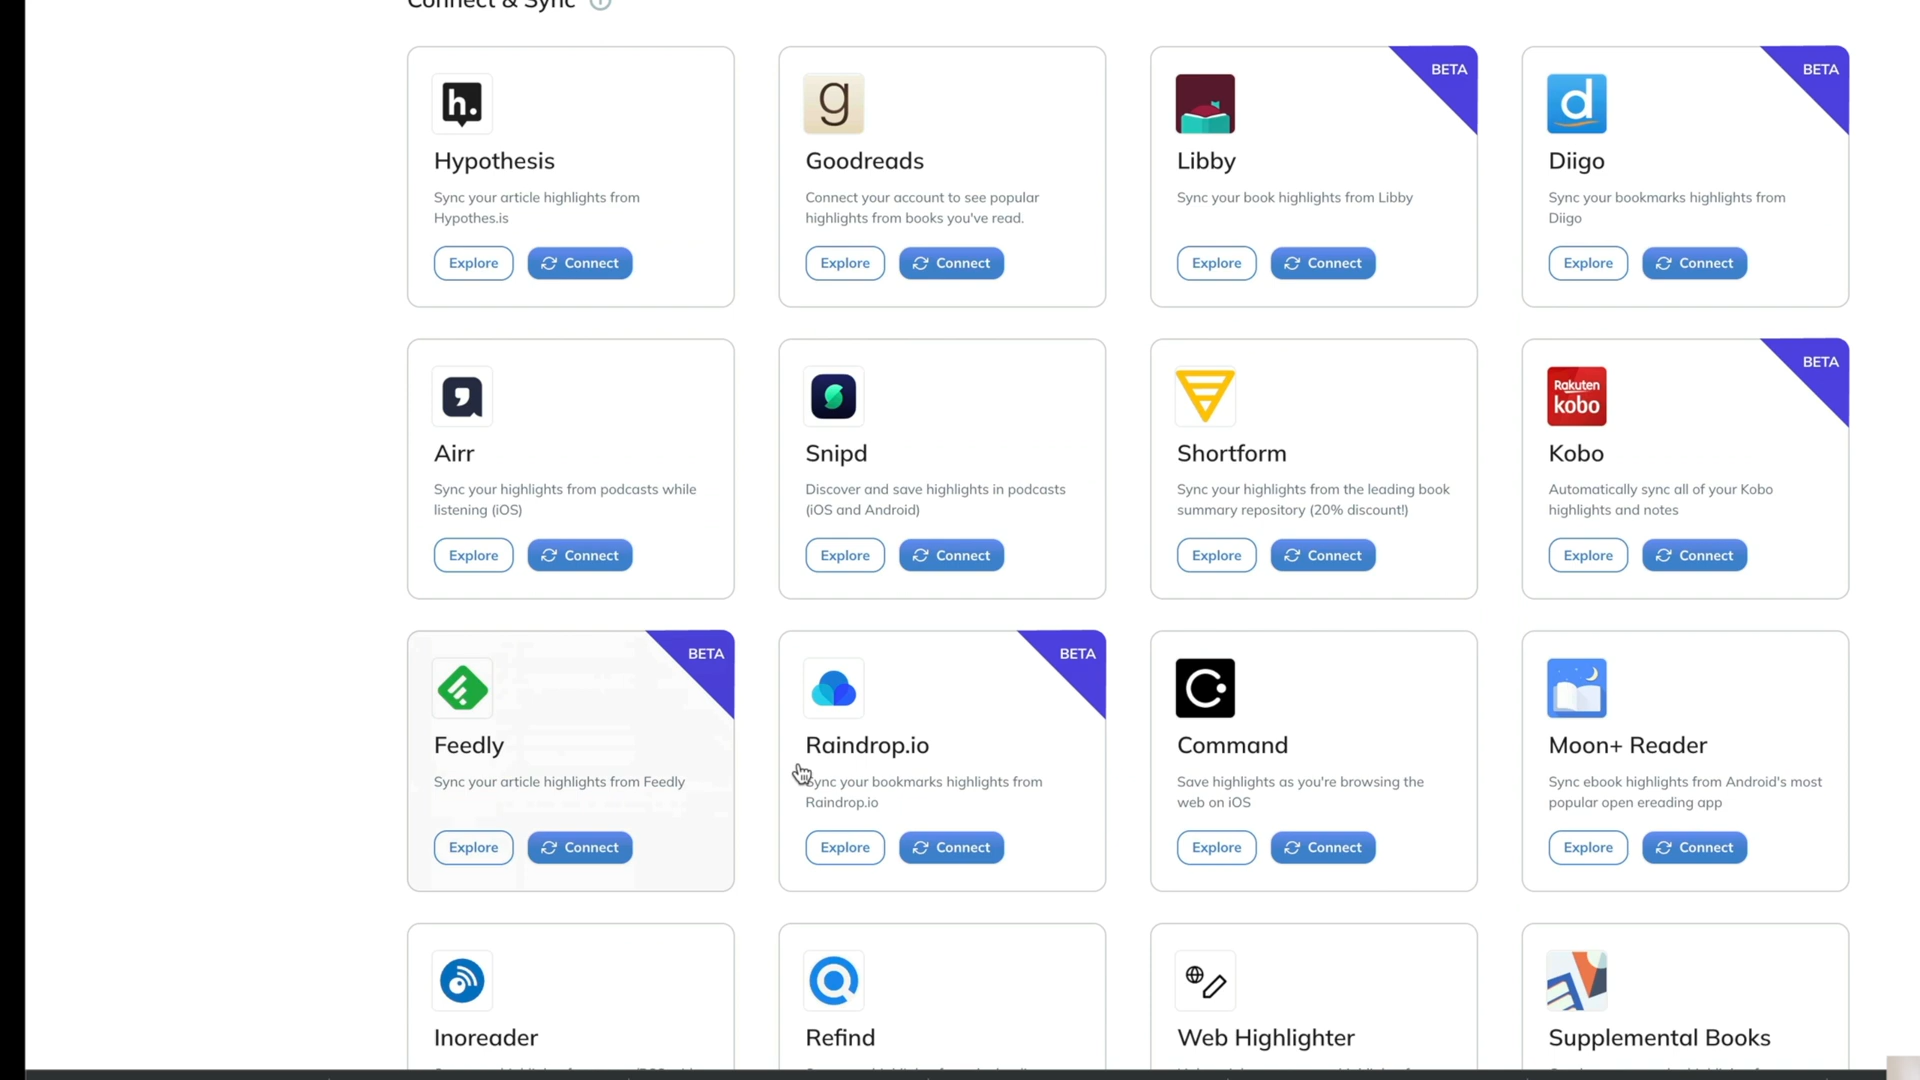 Connect & Sync
BETA
BETA
h.
g
d
Hypothesis
Goodreads
Libby
Diigo
Sync your article highlights from
Hypothes.is
Connect your account to see popular
highlights from books you've read.
Sync your book highlights from Libby
Sync your bookmarks highlights from
Diigo
Explore
Connect
Explore
Connect
Explore
Connect
Explore
Connect
BETA
Rakuten
kobo
Airr
Snipd
Shortform
Kobo
Sync your highlights from podcasts while
listening (iOS)
Discover and save highlights in podcasts
(iOS and Android)
Sync your highlights from the leading book
summary repository (20% discount!)
Automatically sync all of your Kobo
highlights and notes
Explore
Connect
Explore
Connect
Explore
Connect
Explore
Connect
BETA
BETA
Feedly
Raindrop.io
Command
Moon+ Reader
Sync your article highlights from Feedly
Sync your bookmarks highlights from
Raindrop.io
Save highlights as you're browsing the
web on iOS
Sync ebook highlights from Android's most
popular open ereading app
Explore
Connect
Explore
Connect
Explore
Connect
Explore
Connect
Inoreader
Refind
Web Highlighter
Supplemental Books